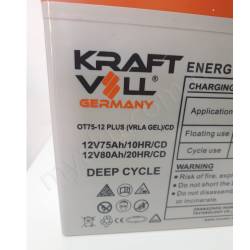 KRAFT
VOLL
GERMANY
OT75-12 PLUS (VRLA GEL)/CD
12V75Ah/10HR/CD
12V80Ah/20HR/CD
DEEP CYCLE
ENERG
CHARGING
Application
Floating use
Cycle use
WARNING
Risk of fire,
Do not short the
Do not disassemble